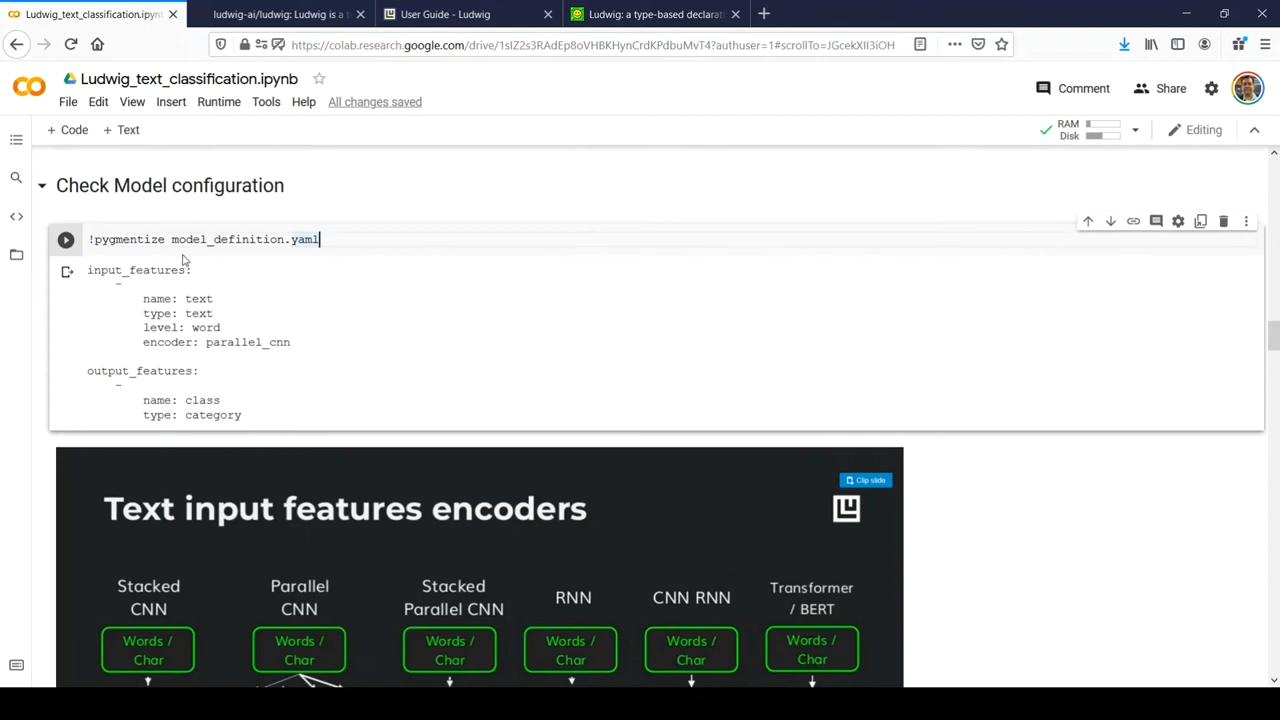 Ludwig_text_classification.ipynb
ludwig-ai/ludwig: Ludwig is a t
User Guide - Ludwig
Ludwig: a type-based declarati
https://colab.research.google.com/drive/1sIZ2s3RAdEp8oVHBKHynCrdKPdbuMvT4?authuser=1#scrollTo=JGcekXII3iOH
Ludwig_text_classification.ipynb
Comment
Share
File Edit View Insert Runtime Tools Help All changes saved
+ Code + Text
RAM
Disk
Editing
Check Model configuration
!pygmentize model_definition.yaml
input_features:
-
name: text
type: text
level: word
encoder: parallel_cnn
output_features:
-
name: class
type: category
Clip slide
Text input features encoders
Stacked
CNN
Parallel
CNN
Stacked
Parallel CNN
RNN
CNN RNN
Transformer
/ BERT
Words /
Char
Words /
Char
Words /
Char
Words /
Char
Words /
Char
Words /
Char